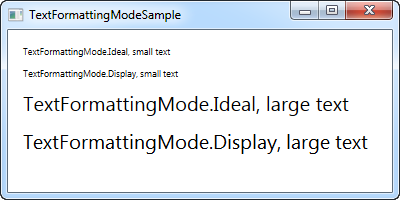 TextFormattingModeSample
TextFormattingMode.Ideal, small text
TextFormattingMode.Display, small text
TextFormattingMode.Ideal, large text
TextFormattingMode.Display, large text